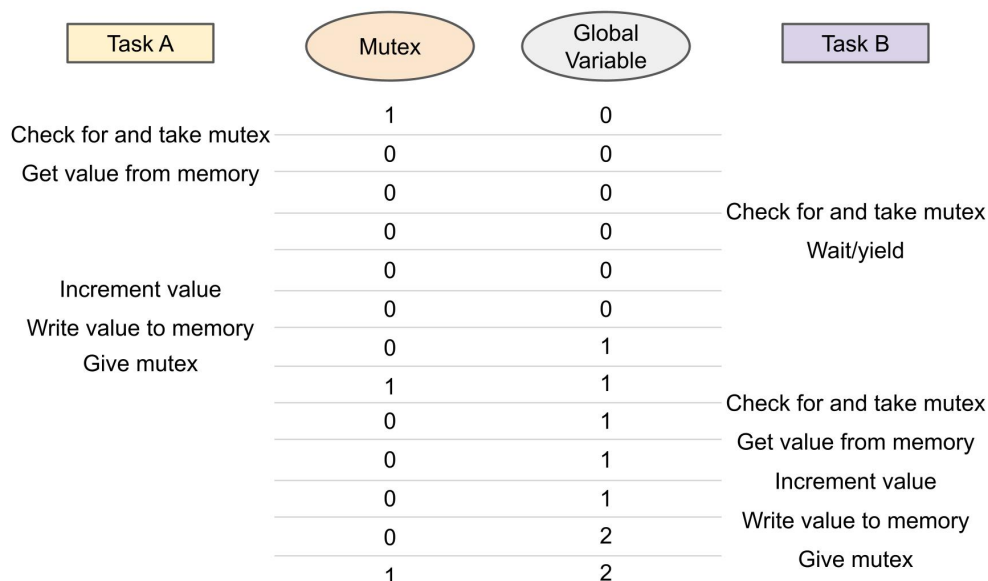 Task A
Mutex
Global
Variable
Task B
1 0
Check for and take mutex
0 0
Get value from memory
0 0
Check for and take mutex
0 0
Wait/yield
0 0
Increment value
0 0
Write value to memory
0 1
Give mutex
1 1
Check for and take mutex
0 1
Get value from memory
0 1
Increment value
0 1
Write value to memory
0 2
Give mutex
1 2